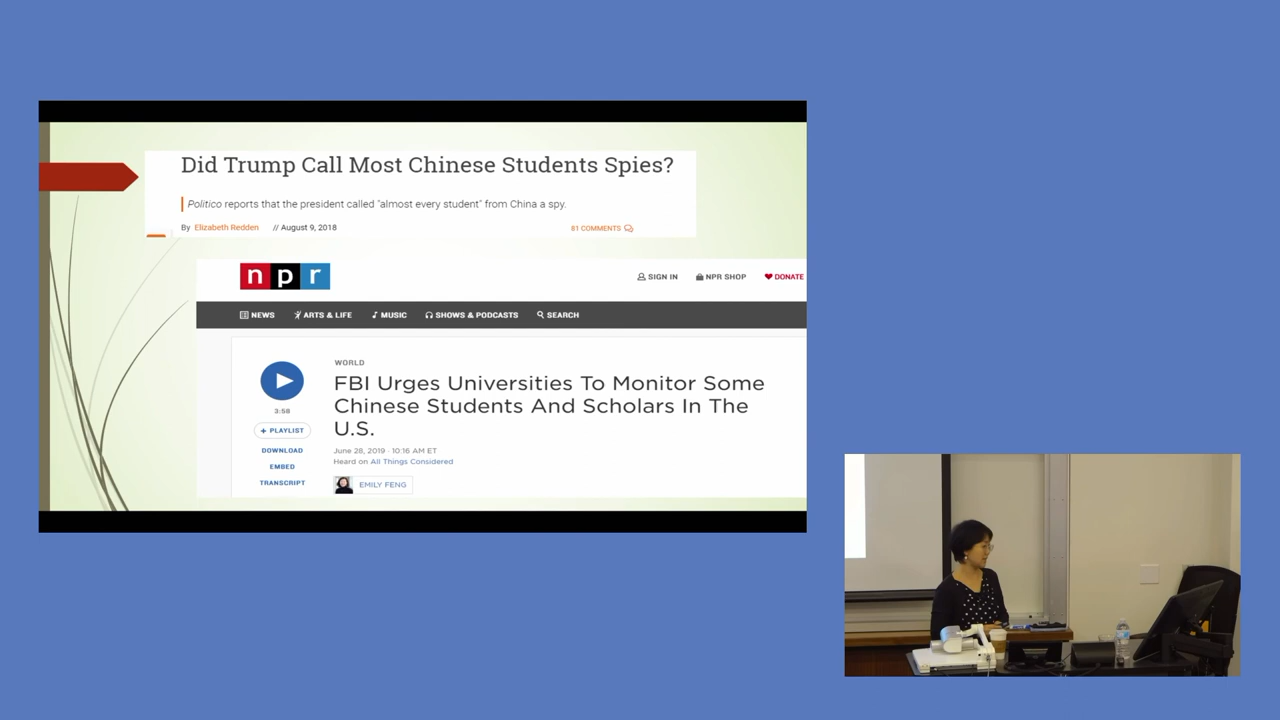 Did Trump Call Most Chinese Students Spies?
Politico reports that the president called "almost every student" from China a spy.
By Elizabeth Redden // August 9, 2018
81 COMMENTS
npr
SIGN IN NPR SHOP DONATE
NEWS ARTS & LIFE MUSIC SHOWS & PODCASTS SEARCH
3:58
+ PLAYLIST
DOWNLOAD
EMBED
TRANSCRIPT
WORLD
FBI Urges Universities To Monitor Some
Chinese Students And Scholars In The
U.S.
June 28, 2019 · 10:16 AM ET
Heard on All Things Considered
EMILY FENG